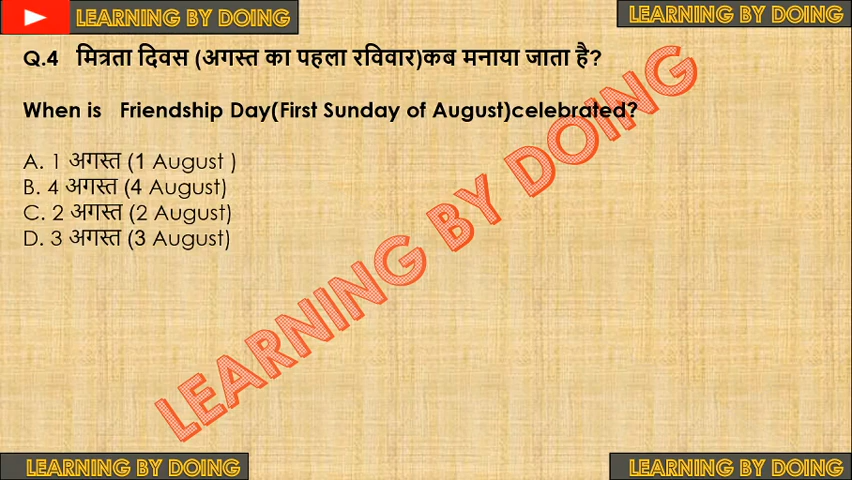 LEARNING BY DOING
LEARNING BY DOING
Q.4 मित्रता दिवस (अगस्त का पहला रविवार)कब मनाया जाता है?
When is Friendship Day(First Sunday of August)celebrated?
A. 1 अगस्त (1 August )
B. 4 अगस्त (4 August)
C. 2 अगस्त (2 August)
D. 3 अगस्त (3 August)
LEARNING BY DOING
LEARNING BY DOING
LEARNING BY DOING